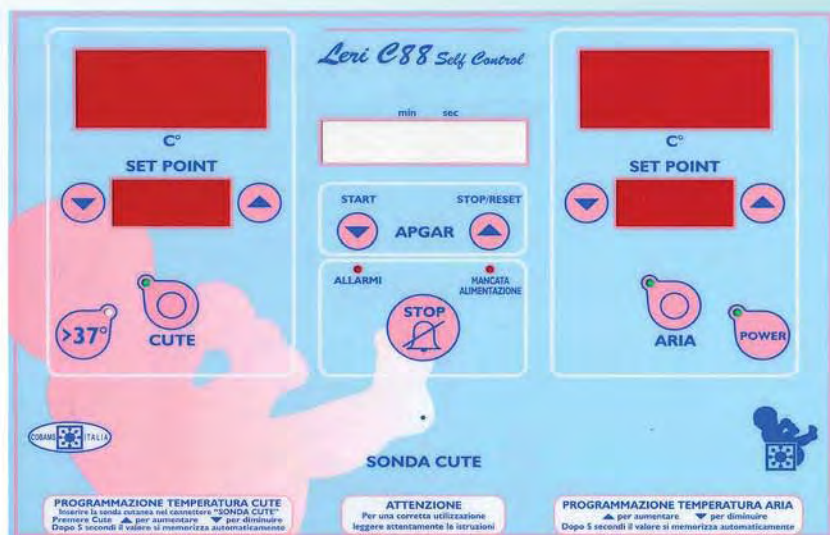 Leri C88 Self Control
min sec
C°
SET POINT
C°
SET POINT
START STOP/RESET
APGAR
ALLARMI
MANCATA
ALIMENTAZIONE
STOP
>37°
CUTE
ARIA
POWER
COBAMS ITALIA
SONDA CUTE
PROGRAMMAZIONE TEMPERATURA CUTE
Inserire la sonda cutanea nel connettore "SONDA CUTE"
Premere Cute ▲ per aumentare ▼ per diminuire
Dopo 5 secondi il valore si memorizza automaticamente
ATTENZIONE
Per una corretta utilizzazione
leggere attentamente le istruzioni
PROGRAMMAZIONE TEMPERATURA ARIA
▲ per aumentare ▼ per diminuire
Dopo 5 secondi il valore si memorizza automaticamente